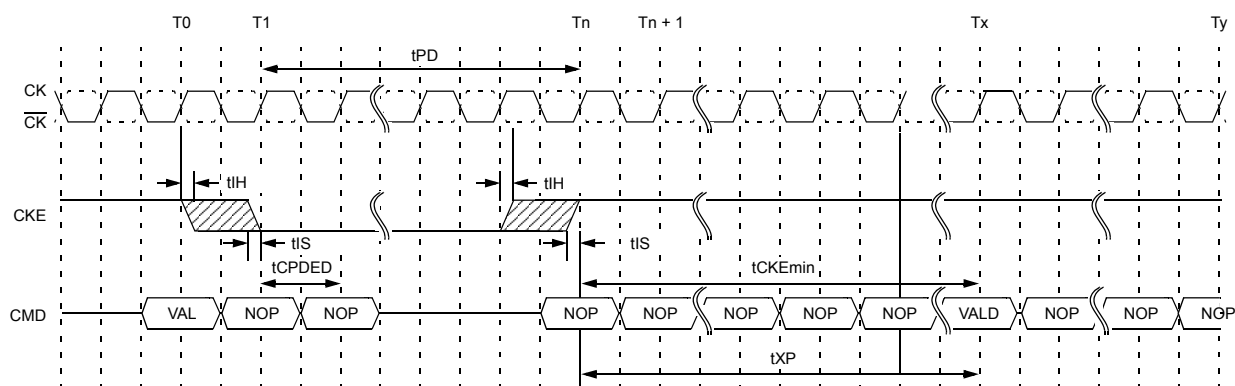 T0 T1 Tn Tn + 1 Tx Ty
tPD
CK
CK
tIH tIH
CKE
tIS tIS
tCPDED tCKEmin
CMD VAL NOP NOP NOP NOP NOP NOP NOP VALD NOP NOP NOP
tXP